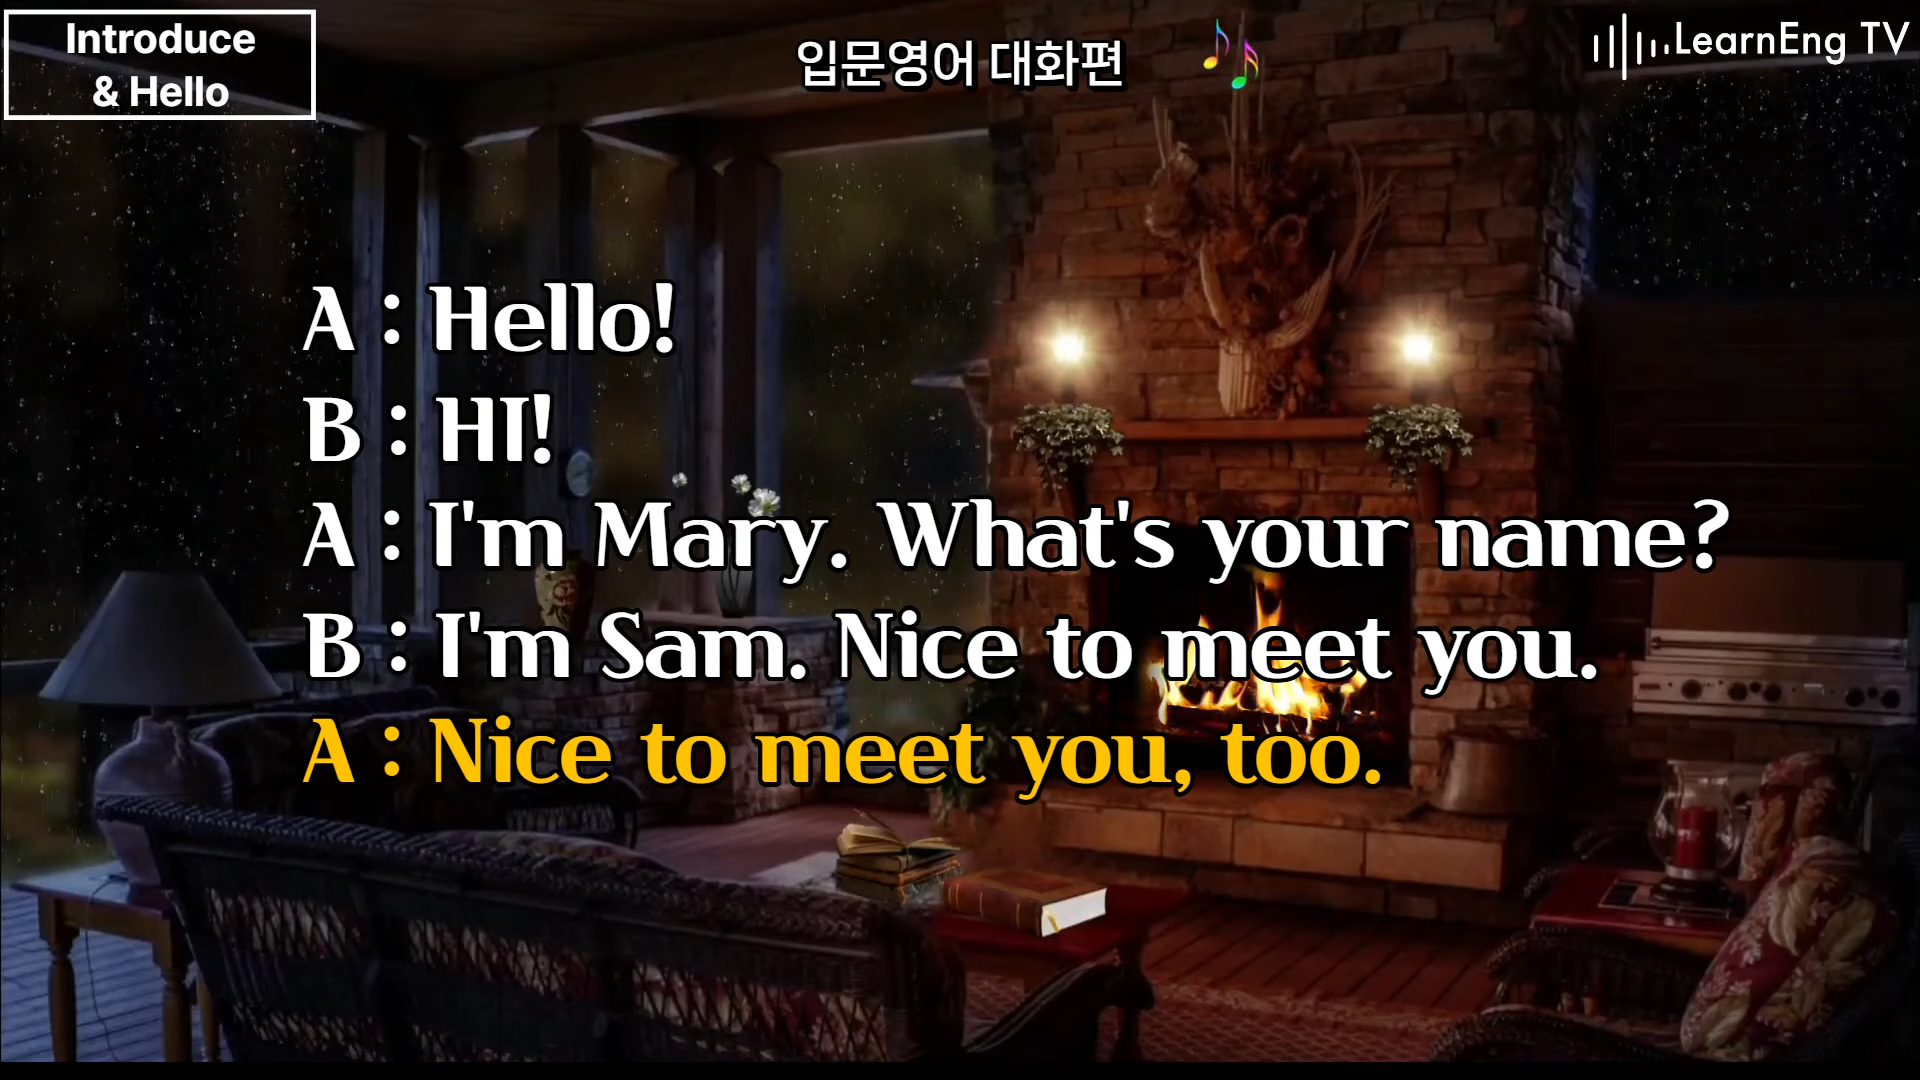 Introduce
& Hello
입문영어 대화편
LearnEng TV
A : Hello!
B : HI!
A : I'm Mary. What's your name?
B : I'm Sam. Nice to meet you.
A : Nice to meet you, too.